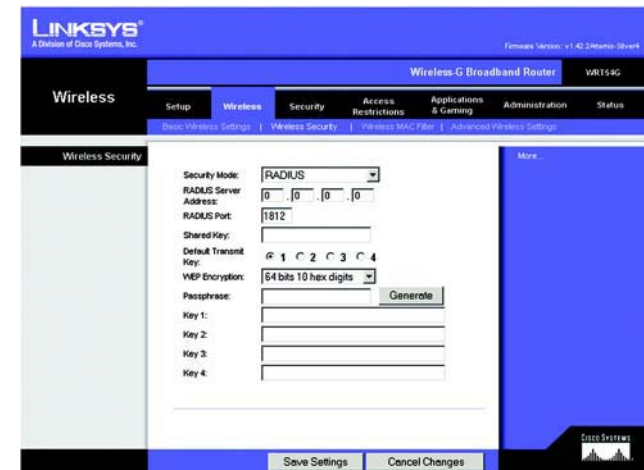 LINKSYS®
A Division of Cisco Systems, Inc.
Firmware Version: v1.42.2
Wireless-G Broadband Router WRT54G
Wireless
Setup Wireless Security Access Restrictions Applications & Gaming Administration Status
Basic Wireless Settings | Wireless Security | Wireless MAC Filter | Advanced Wireless Settings
Wireless Security
More...
Security Mode: RADIUS
RADIUS Server Address: 0 . 0 . 0 . 0
RADIUS Port: 1812
Shared Key:
Default Transmit Key: 1 2 3 4
WEP Encryption: 64 bits 10 hex digits
Passphrase: Generate
Key 1:
Key 2:
Key 3:
Key 4:
Save Settings Cancel Changes
CISCO SYSTEMS